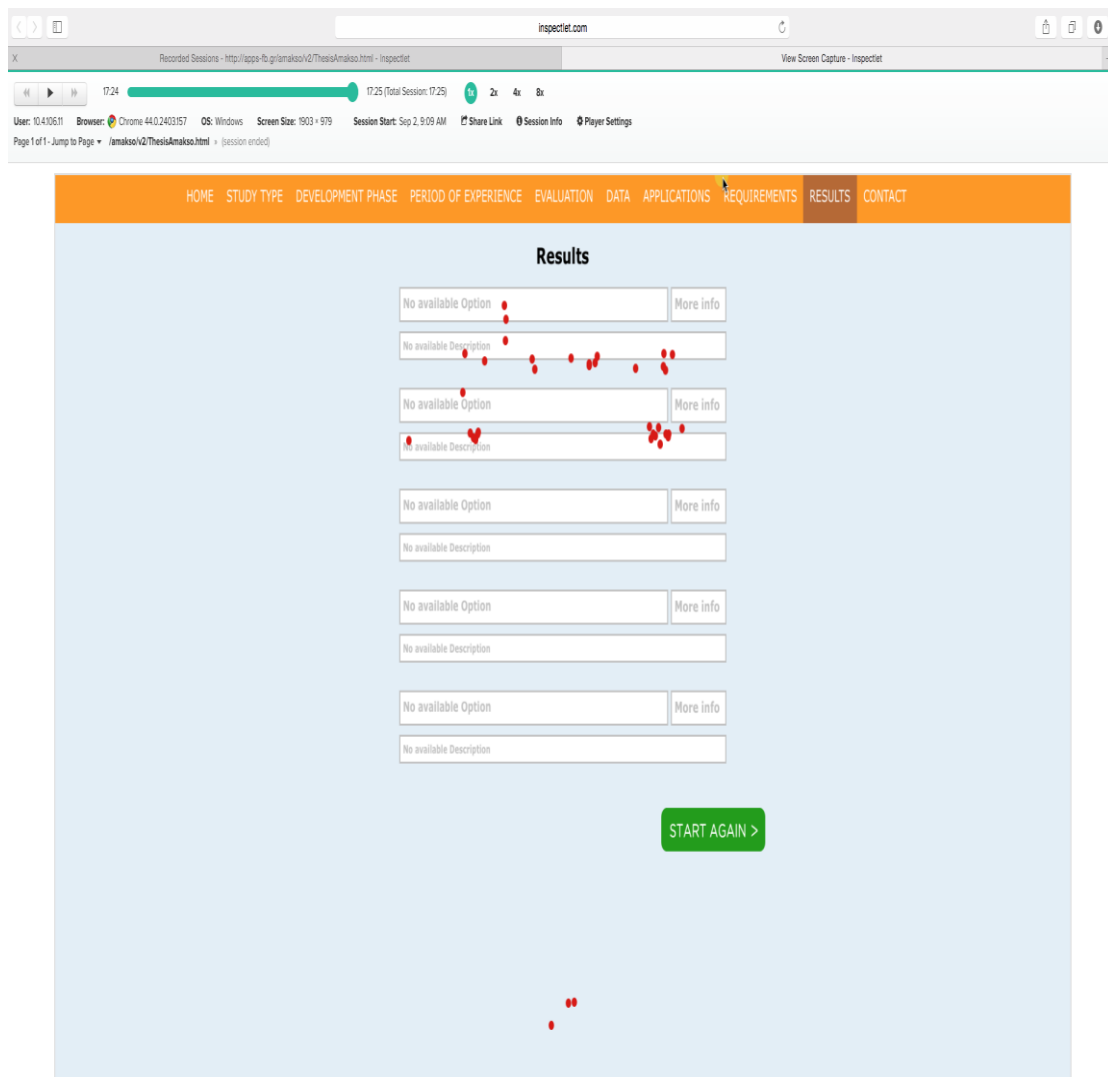 inspectlet.com
X Recorded Sessions - http://apps-fb.gr/amakso/v2/ThesisAmakso.html - Inspectlet View Screen Capture - Inspectlet
17:24 17:25 (Total Session: 17:25) 1x 2x 4x 8x
User: 10.4.106.11 Browser: Chrome 44.0.2403.157 OS: Windows Screen Size: 1903 × 979 Session Start: Sep 2, 9:09 AM Share Link Session Info Player Settings
Page 1 of 1 - Jump to Page /amakso/v2/ThesisAmakso.html » (session ended)
HOME STUDY TYPE DEVELOPMENT PHASE PERIOD OF EXPERIENCE EVALUATION DATA APPLICATIONS REQUIREMENTS RESULTS CONTACT
Results
No available Option More info
No available Description
No available Option More info
No available Description
No available Option More info
No available Description
No available Option More info
No available Description
No available Option More info
No available Description
START AGAIN >